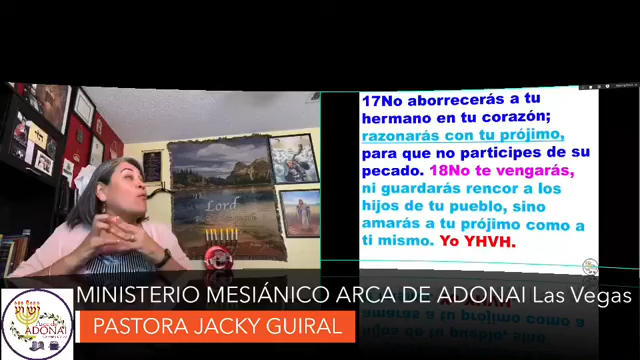 17No aborrecerás a tu
hermano en tu corazón;
razonarás con tu prójimo,
para que no participes de su
pecado. 18No te vengarás,
ni guardarás rencor a los
hijos de tu pueblo, sino
amarás a tu prójimo como a
ti mismo. Yo YHVH.
Lord
MINISTERIO MESIÁNICO ARCA DE ADONAI Las Vegas
PASTORA JACKY GUIRAL
Arca de
ADONAI